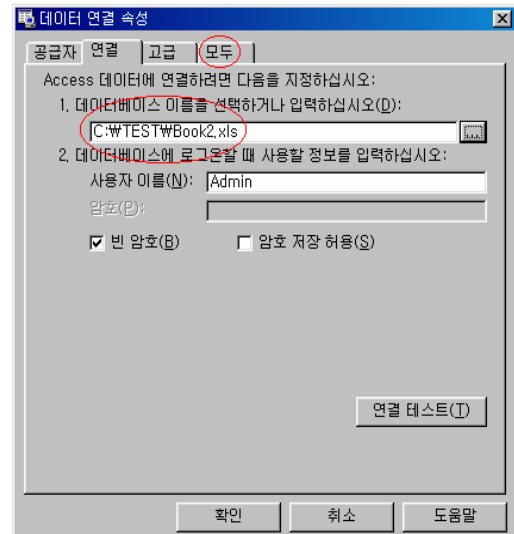 데이터 연결 속성
공급자 연결 고급 모두
Access 데이터에 연결하려면 다음을 지정하십시오:
1. 데이터베이스 이름을 선택하거나 입력하십시오(D):
C:₩TEST₩Book2.xls ...
2. 데이터베이스에 로그온할 때 사용할 정보를 입력하십시오:
사용자 이름(N): Admin
암호(P):
빈 암호(B) 암호 저장 허용(S)
연결 테스트(T)
확인 취소 도움말